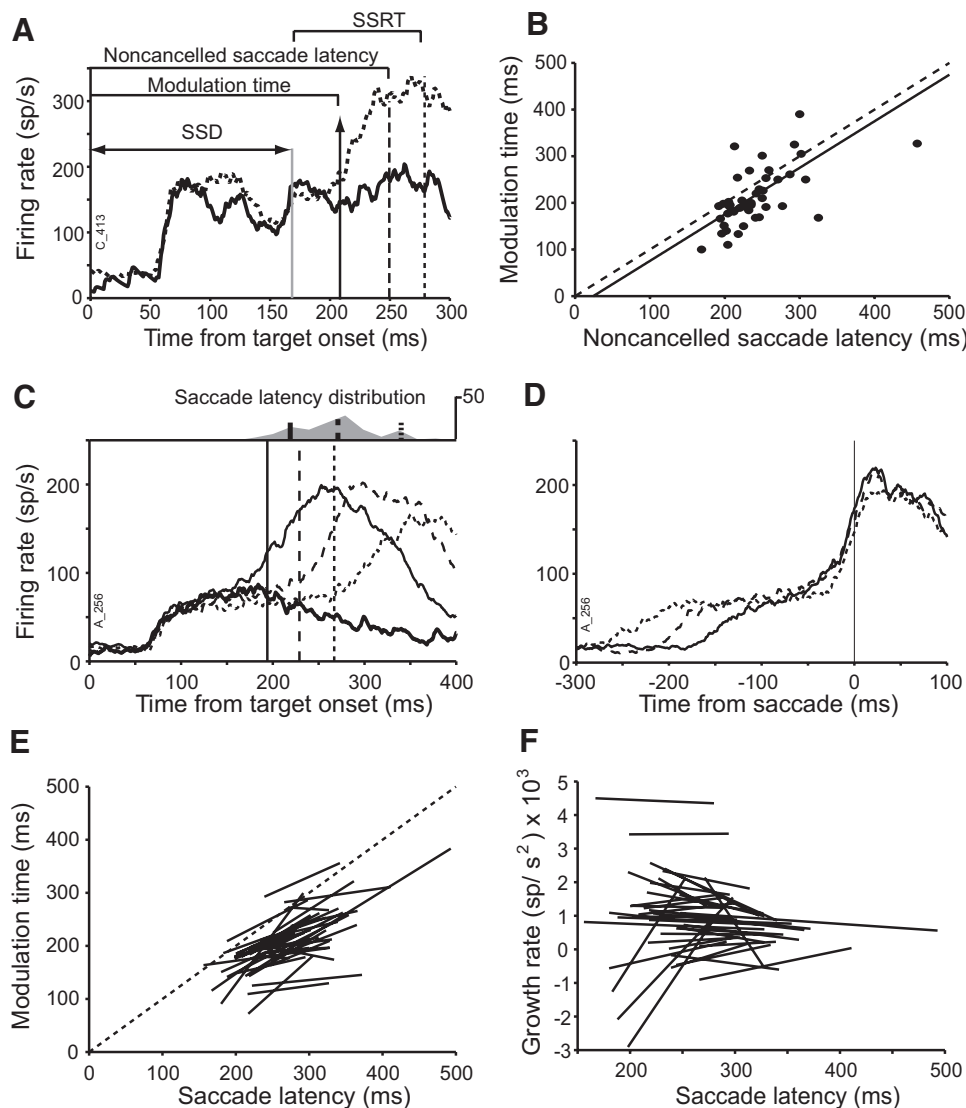 A
SSRT
Noncancelled saccade latency
Modulation time
SSD
Firing rate (sp/s)
300
200
100
0
C_413
0 50 100 150 200 250 300
Time from target onset (ms)
B
Modulation time (ms)
500
400
300
200
100
0
0 100 200 300 400 500
Noncancelled saccade latency (ms)
C
Saccade latency distribution
50
Firing rate (sp/s)
200
100
0
A_256
0 100 200 300 400
Time from target onset (ms)
D
200
100
0
A_256
-300 -200 -100 0 100
Time from saccade (ms)
E
Modulation time (ms)
500
400
300
200
100
0
0 100 200 300 400 500
Saccade latency (ms)
F
Growth rate (sp/ s²) x 10³
5
4
3
2
1
0
-1
-2
-3
200 300 400 500
Saccade latency (ms)